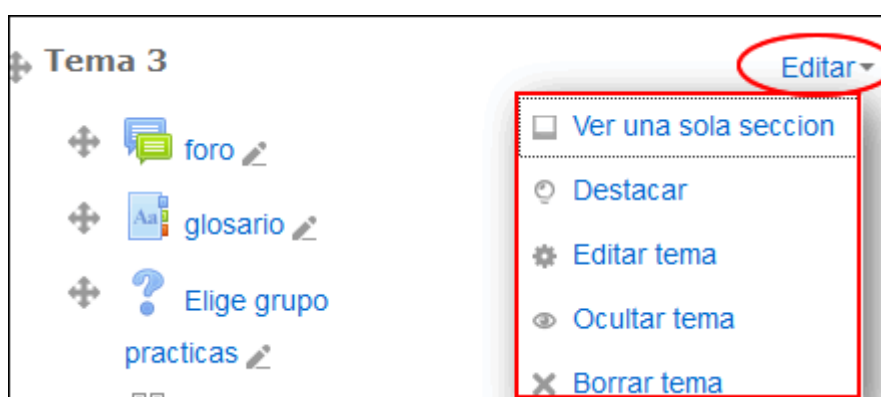 Tema 3
Editar
foro
Aa
glosario
Elige grupo
practicas
Ver una sola seccion
Destacar
Editar tema
Ocultar tema
Borrar tema